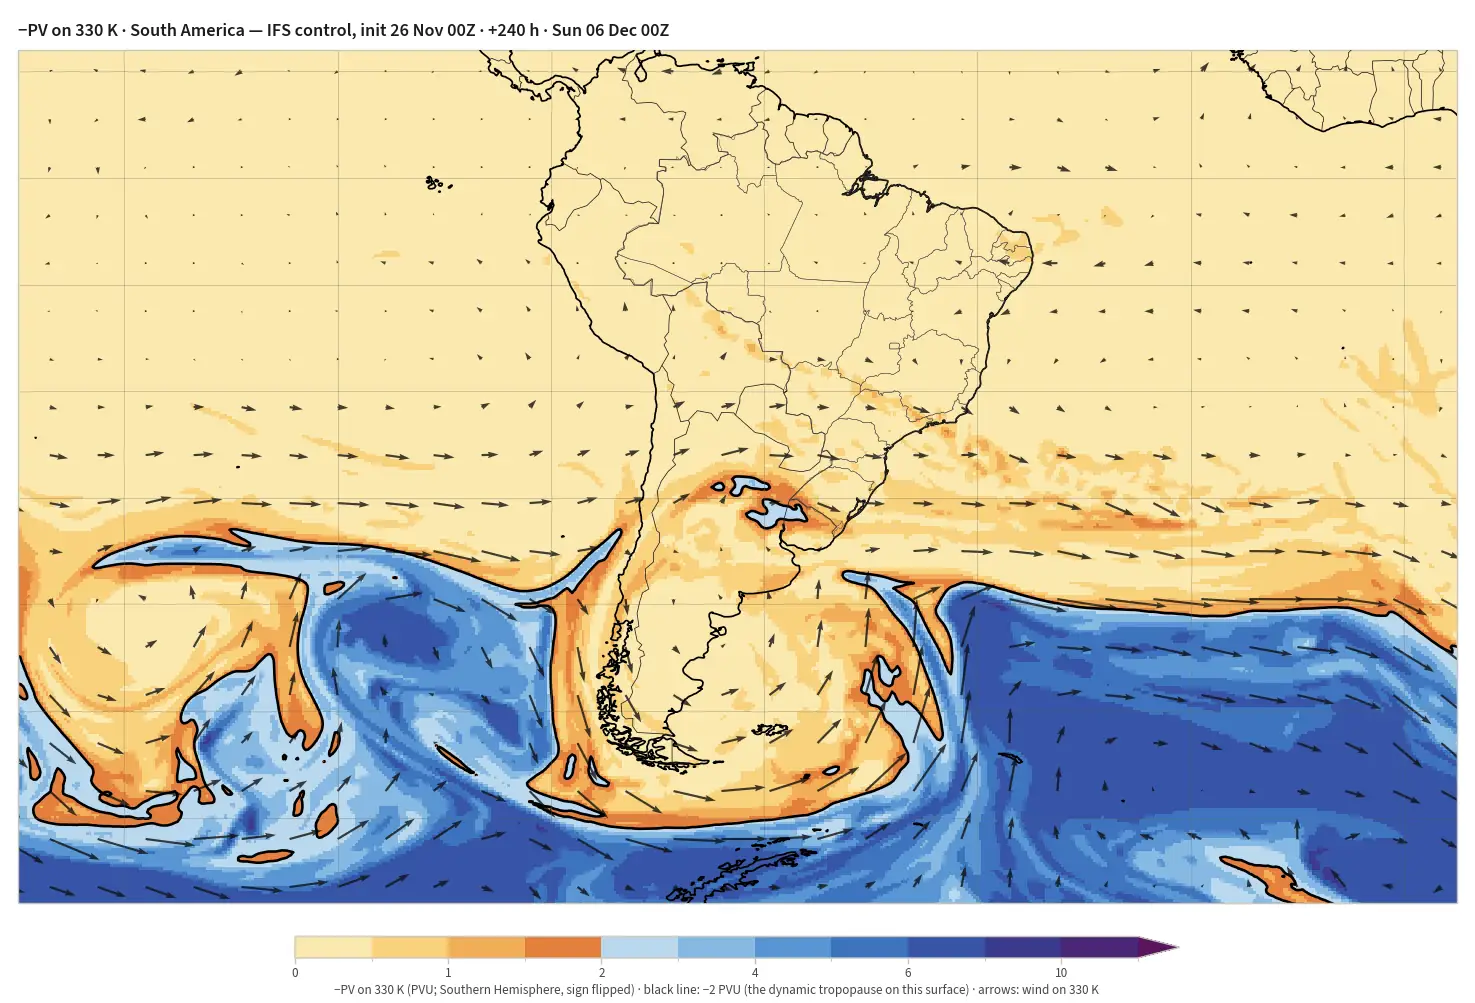 −PV on 330 K · South America — IFS control, init 26 Nov 00Z · +240 h · Sun 06 Dec 00Z
0 1 2 4 6 10
−PV on 330 K (PVU; Southern Hemisphere, sign flipped) · black line: −2 PVU (the dynamic tropopause on this surface) · arrows: wind on 330 K